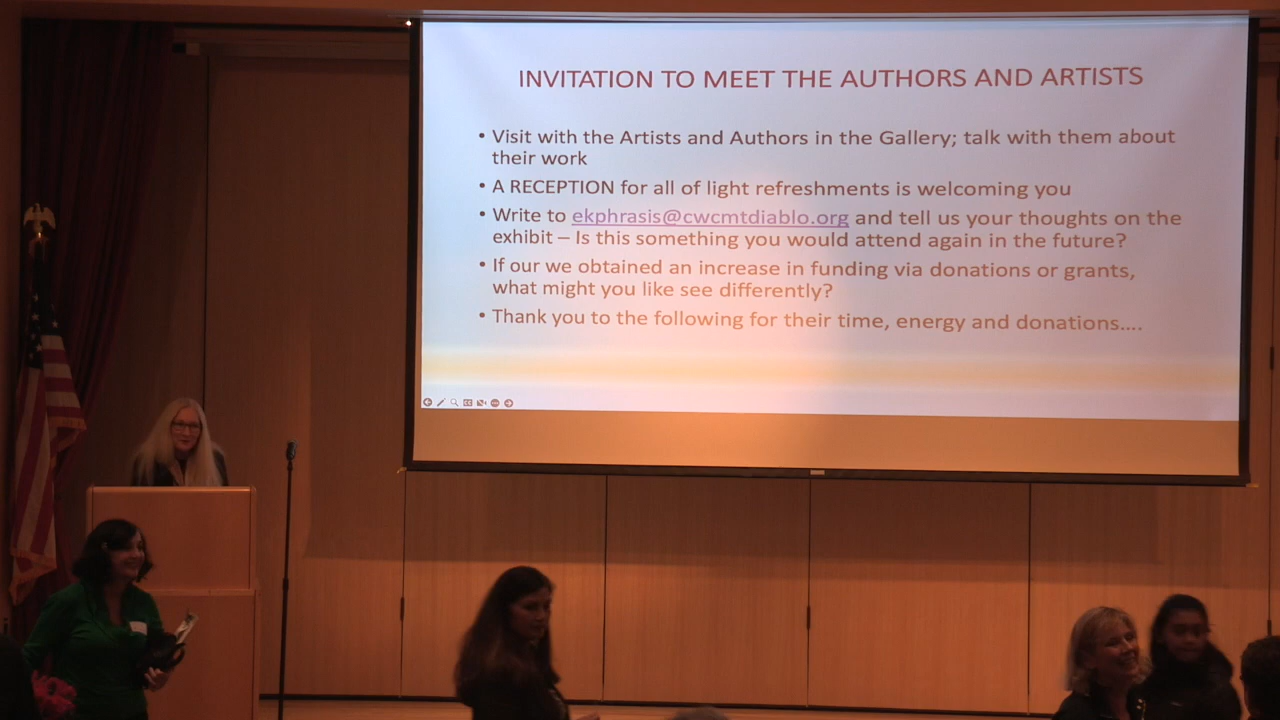 INVITATION TO MEET THE AUTHORS AND ARTISTS
• Visit with the Artists and Authors in the Gallery; talk with them about
their work
• A RECEPTION for all of light refreshments is welcoming you
• Write to ekphrasis@cwcmtdiablo.org and tell us your thoughts on the
exhibit – Is this something you would attend again in the future?
• If our we obtained an increase in funding via donations or grants,
what might you like see differently?
• Thank you to the following for their time, energy and donations....